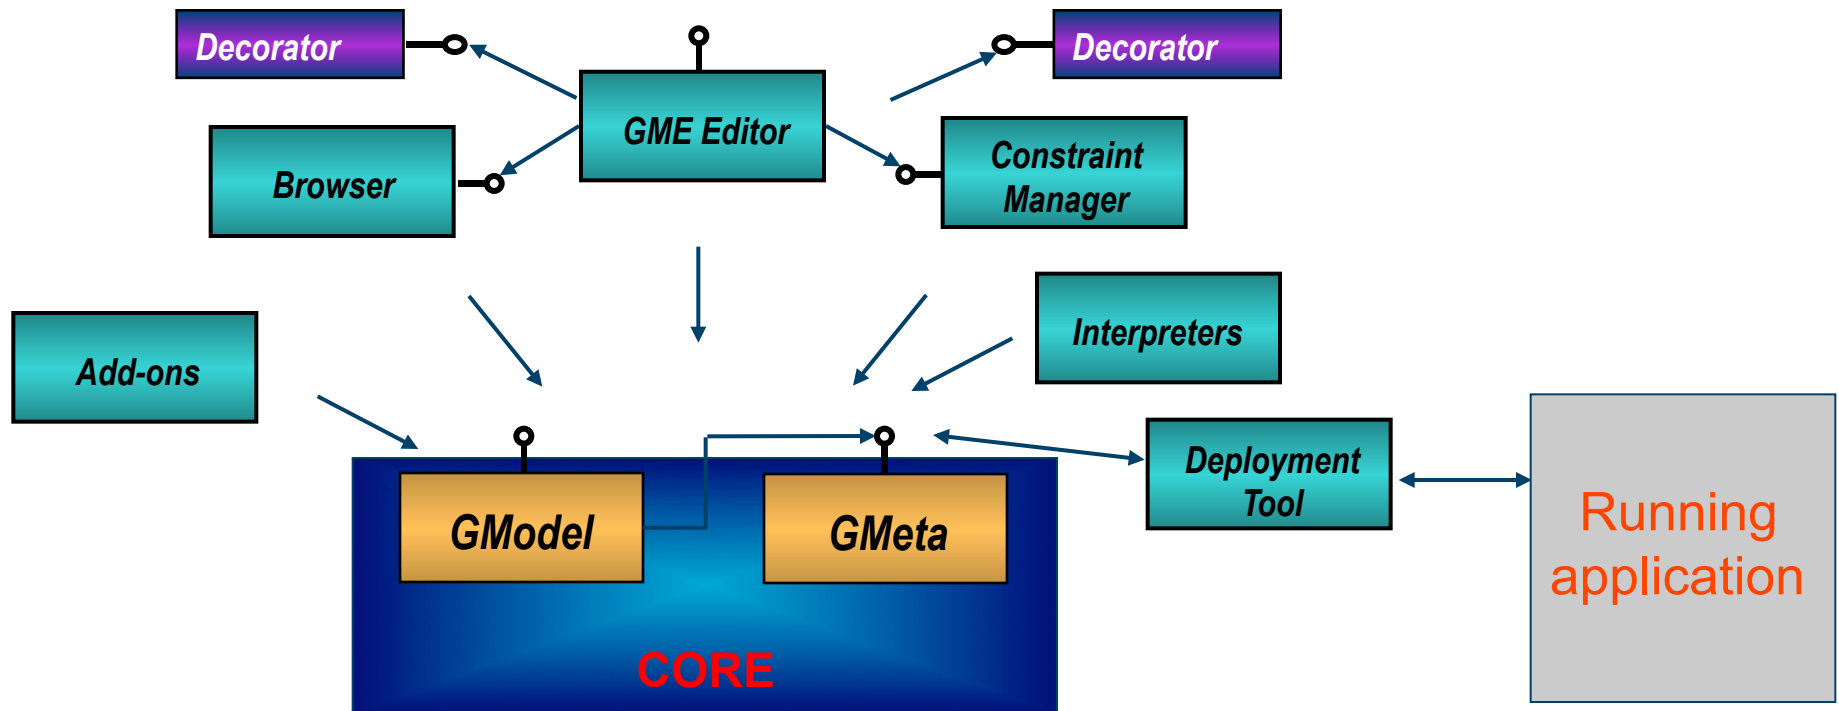 Decorator
Decorator
GME Editor
Constraint
Manager
Browser
Interpreters
Add-ons
Deployment
Tool
Running
application
GModel
GMeta
CORE